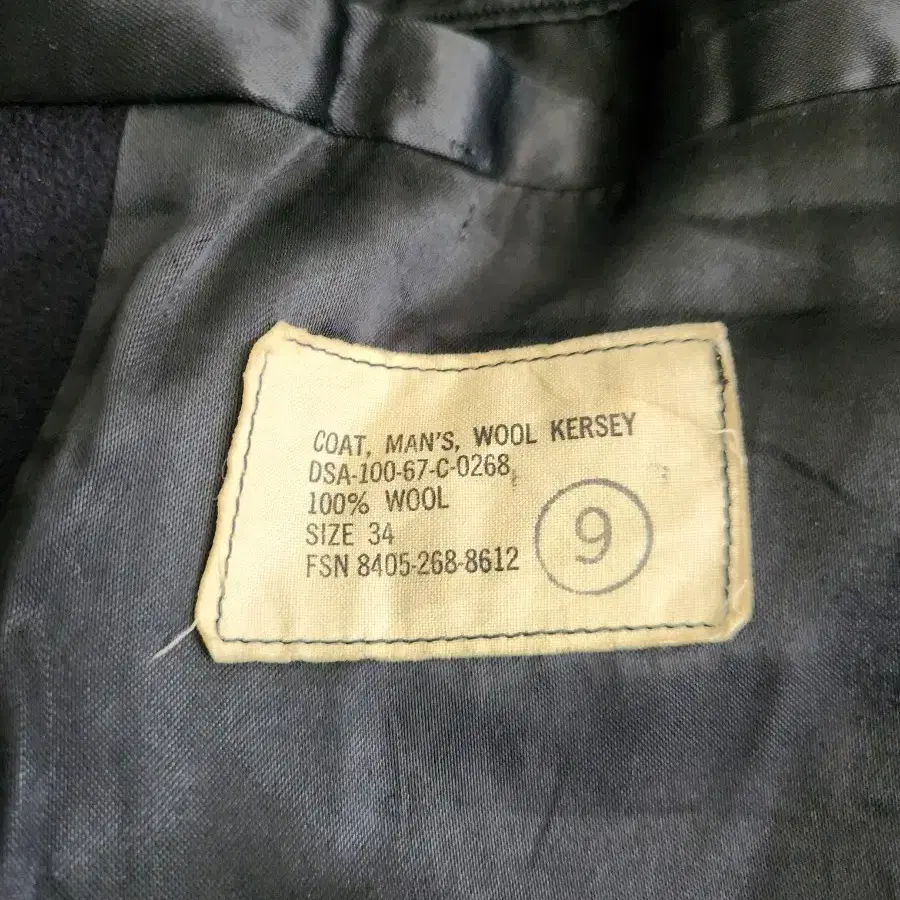 COAT, MAN'S, WOOL KERSEY
DSA-100-67-C-0268
100% WOOL
SIZE 34
FSN 8405-268-8612
9